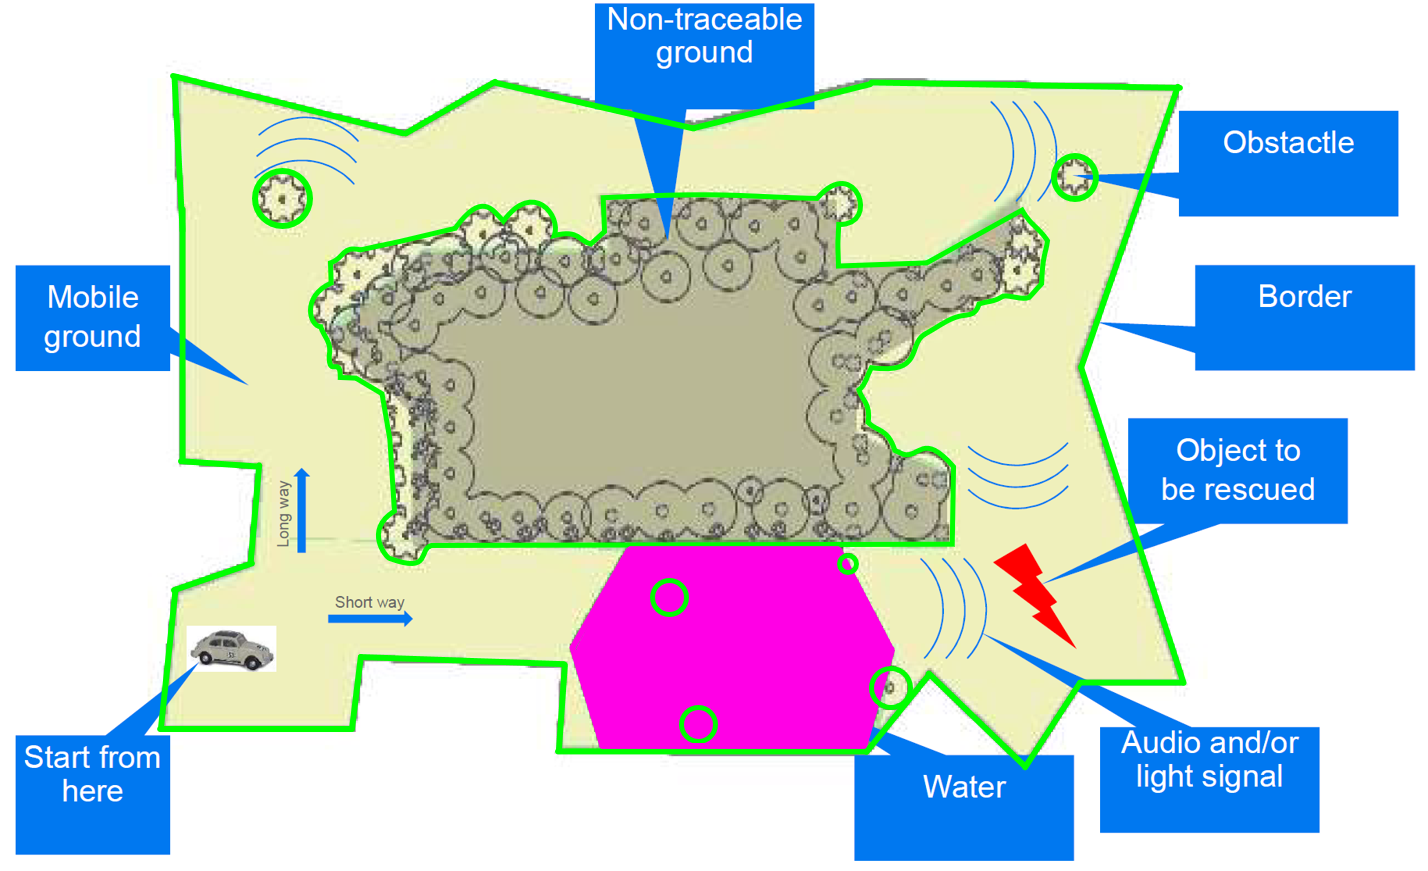 Non-traceable
ground
Obstactle
Mobile
ground
Border
Object to
be rescued
Long way
Short way
Start from
here
Water
Audio and/or
light signal